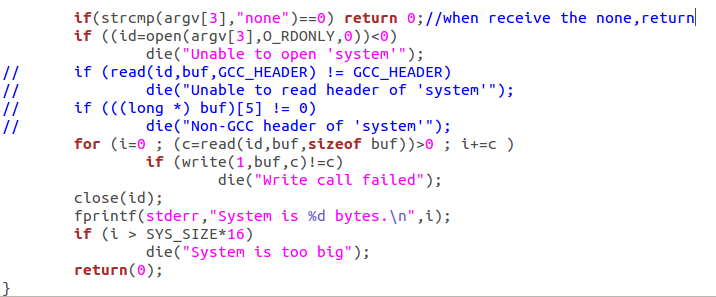 if(strcmp(argv[3],"none")==0) return 0;//when receive the none,return
if ((id=open(argv[3],O_RDONLY,0))<0)
die("Unable to open 'system'");
// if (read(id,buf,GCC_HEADER) != GCC_HEADER)
// die("Unable to read header of 'system'");
// if (((long *) buf)[5] != 0)
// die("Non-GCC header of 'system'");
for (i=0 ; (c=read(id,buf,sizeof buf))>0 ; i+=c )
if (write(1,buf,c)!=c)
die("Write call failed");
close(id);
fprintf(stderr,"System is %d bytes.\n",i);
if (i > SYS_SIZE*16)
die("System is too big");
return(0);
}